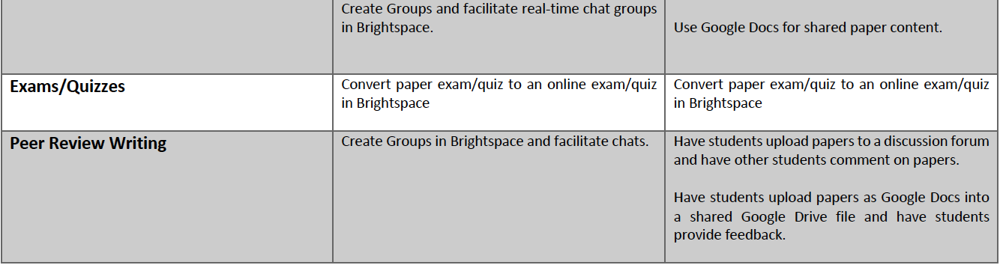 Create Groups and facilitate real-time chat groups
in Brightspace.
Use Google Docs for shared paper content.
Exams/Quizzes
Convert paper exam/quiz to an online exam/quiz
in Brightspace
Convert paper exam/quiz to an online exam/quiz
in Brightspace
Peer Review Writing
Create Groups in Brightspace and facilitate chats.
Have students upload papers to a discussion forum
and have other students comment on papers.
Have students upload papers as Google Docs into
a shared Google Drive file and have students
provide feedback.